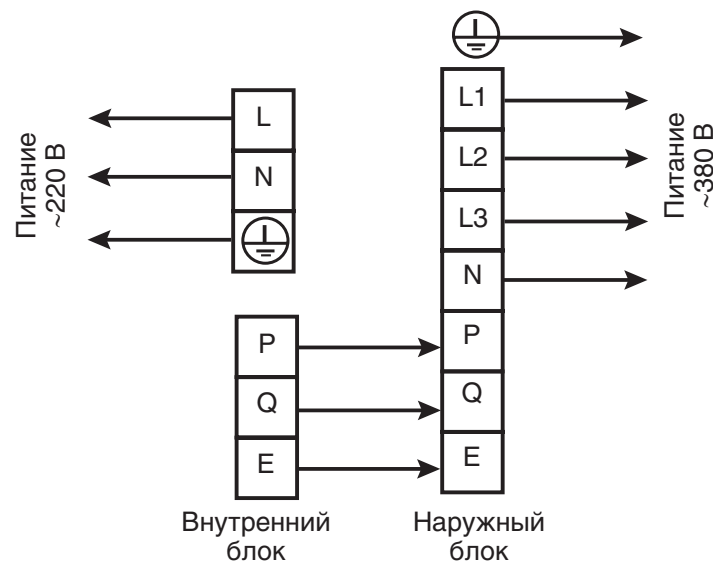 Питание
~220 В
L
N
P
Q
E
Внутренний
блок
L1
L2
L3
N
P
Q
E
Наружный
блок
Питание
~380 В